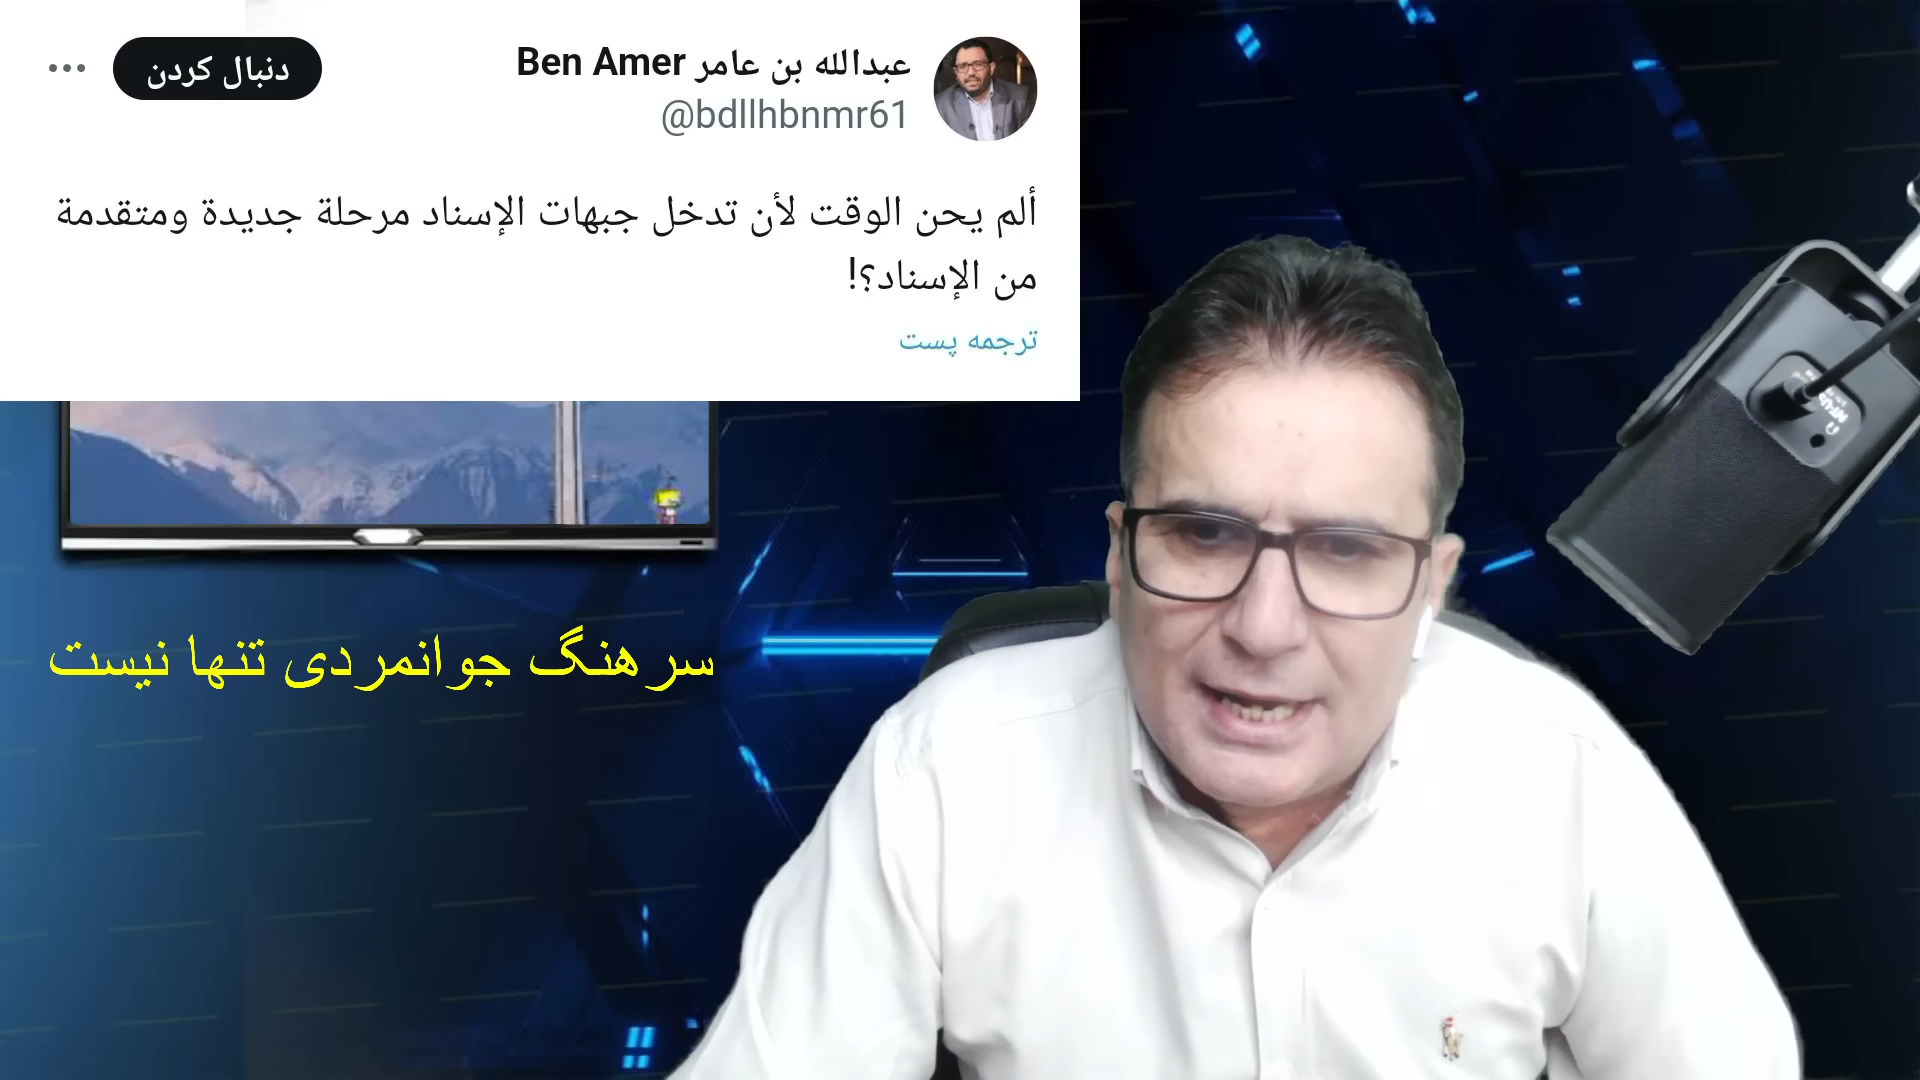 عبدالله بن عامر Ben Amer
@bdllhbnmr61
دنبال کردن
ألم يحن الوقت لأن تدخل جبهات الإسناد مرحلة جديدة ومتقدمة
من الإسناد؟!
ترجمه پست
سرهنگ جوانمردی تنها نیست